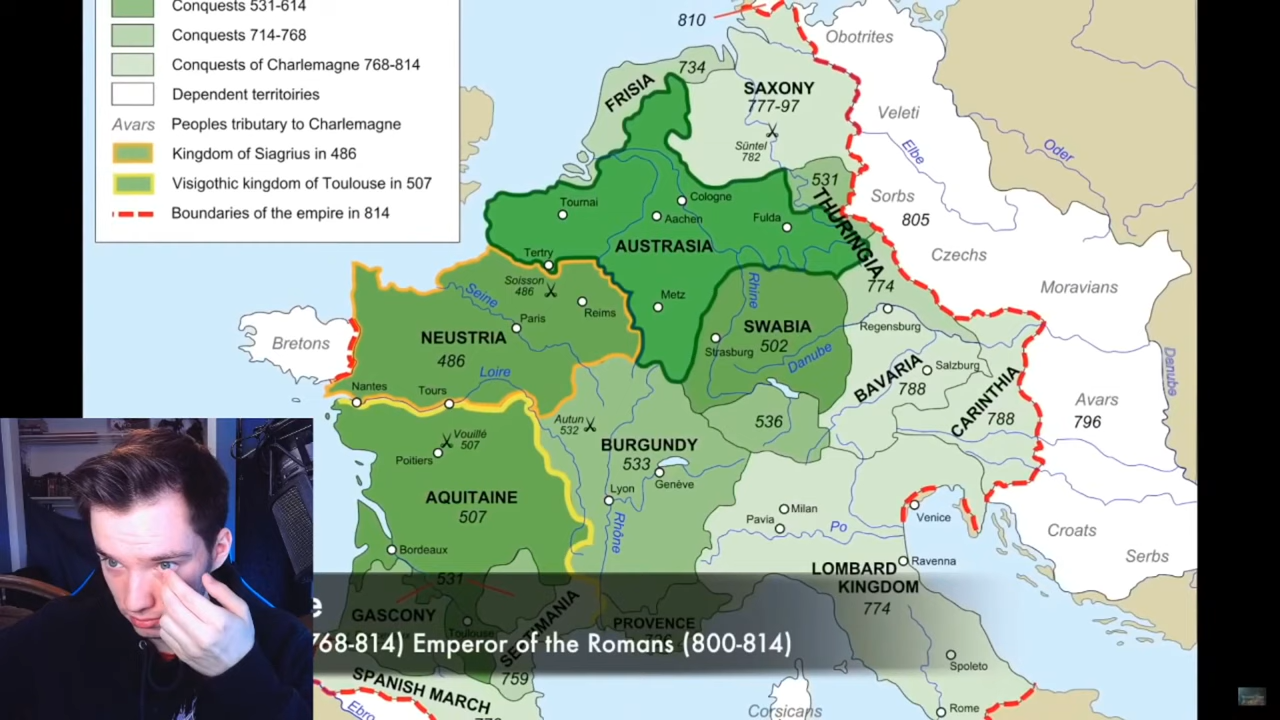 Conquests 531-614
Conquests 714-768
Conquests of Charlemagne 768-814
Dependent territoiries
Avars Peoples tributary to Charlemagne
Kingdom of Siagrius in 486
Visigothic kingdom of Toulouse in 507
Boundaries of the empire in 814
810
Obotrites
734
FRISIA
SAXONY
777-97
Veleti
Süntel
782
Elbe
Oder
531
Sorbs
805
THURINGIA
Tournai
Cologne
Aachen
Fulda
AUSTRASIA
Czechs
Tertry
Soisson
486
Seine
Reims
Metz
Rhine
774
Moravians
Paris
NEUSTRIA
486
SWABIA
502
Strasburg
Danube
Regensburg
Bretons
BAVARIA
788
Salzburg
CARINTHIA
788
Danube
Loire
Nantes
Tours
Avars
796
Autun
532
536
Vouillé
507
Poitiers
BURGUNDY
533
Genève
Lyon
Rhône
AQUITAINE
507
Milan
Pavia
Po
Venice
Croats
Serbs
Bordeaux
Ravenna
LOMBARD
KINGDOM
774
531
GASCONY
Toulouse
PROVENCE
e
768-814) Emperor of the Romans (800-814)
759
Spoleto
SPANISH MARCH
Ebro
Corsicans
Rome